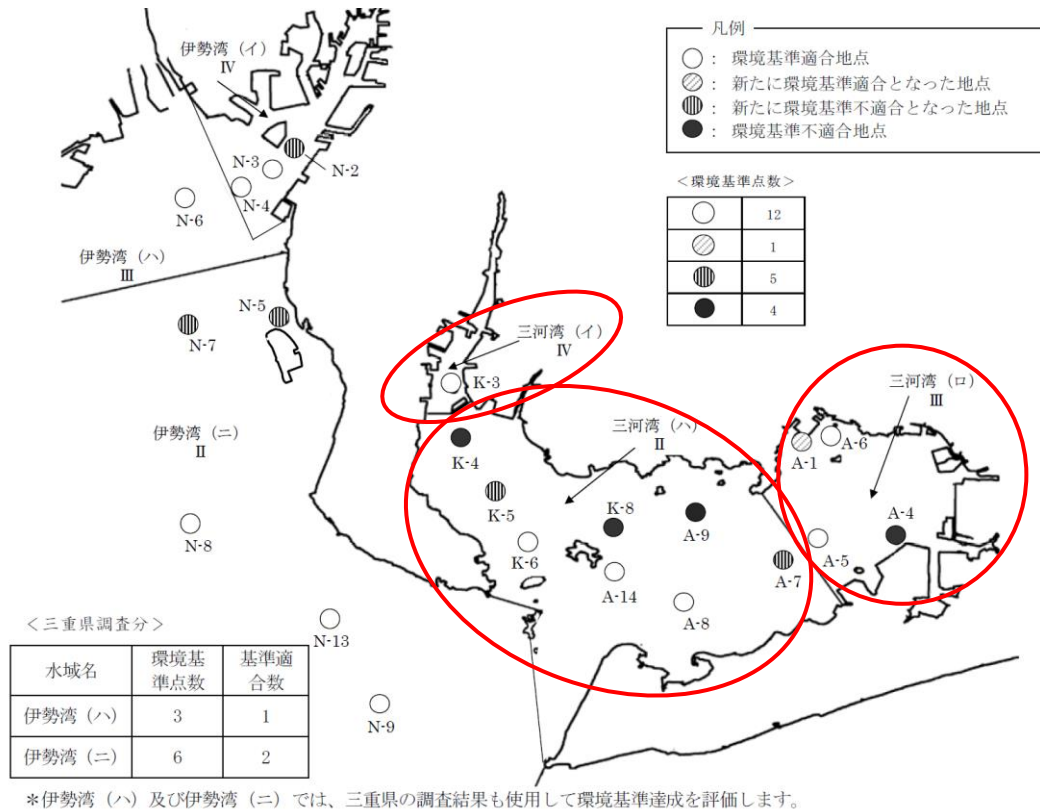 伊勢湾（イ）
Ⅳ
凡例
： 環境基準適合地点
： 新たに環境基準適合となった地点
： 新たに環境基準不適合となった地点
： 環境基準不適合地点
N-3
N-2
N-4
N-6
＜環境基準点数＞
12
1
5
4
伊勢湾（ハ）
Ⅲ
N-5
N-7
三河湾（イ）
Ⅳ
K-3
三河湾（ロ）
Ⅲ
伊勢湾（ニ）
Ⅱ
三河湾（ハ）
Ⅱ
K-4
A-1
A-6
K-5
K-8
A-9
A-4
N-8
K-6
A-14
A-7
A-5
A-8
＜三重県調査分＞
水域名 環境基準点数 基準適合数
伊勢湾（ハ） 3 1
伊勢湾（ニ） 6 2
N-13
N-9
＊伊勢湾（ハ）及び伊勢湾（ニ）では、三重県の調査結果も使用して環境基準達成を評価します。